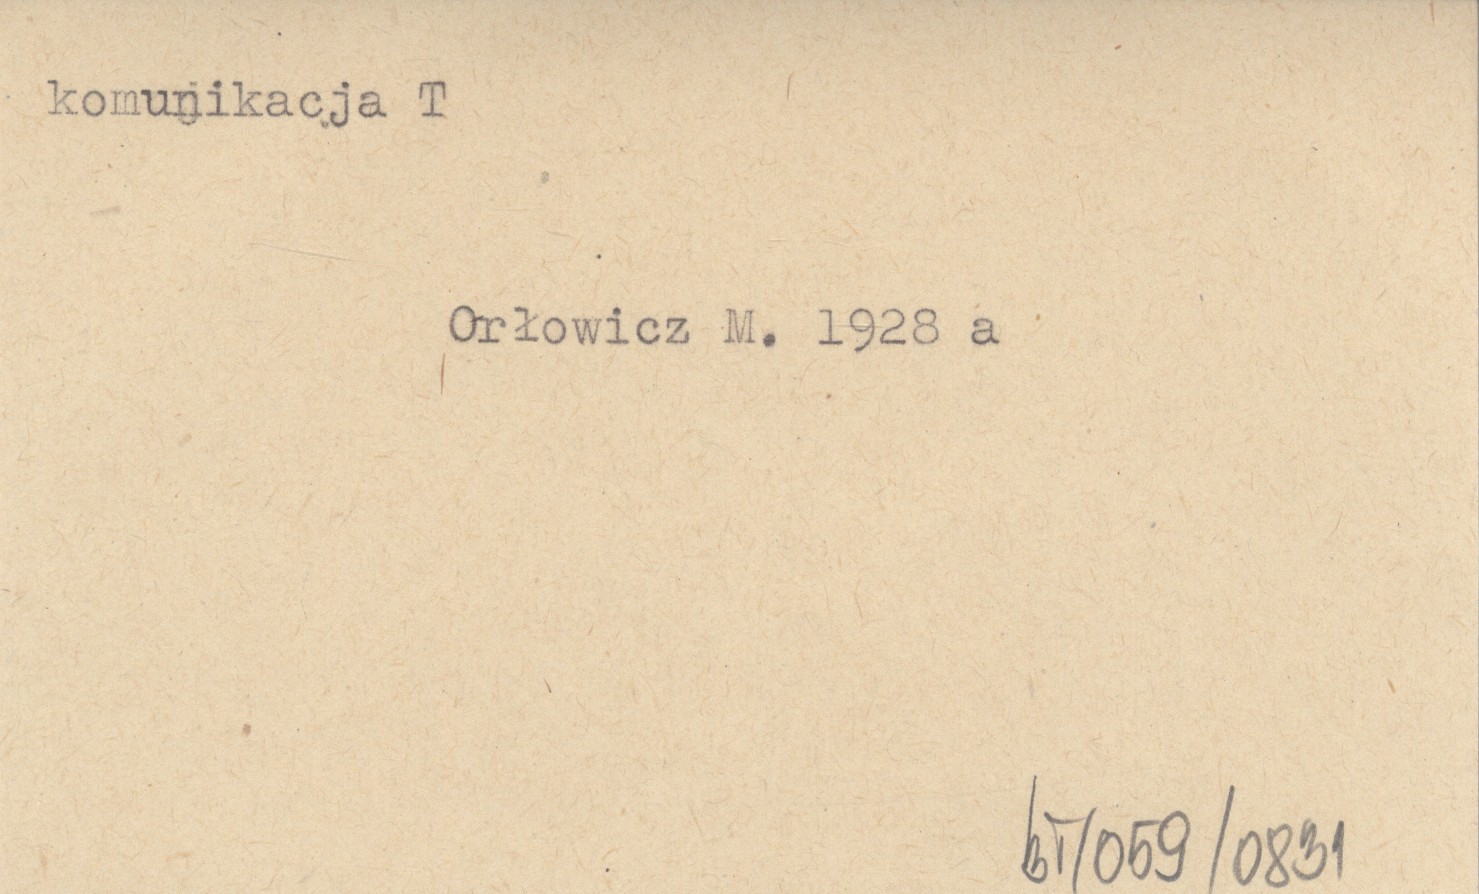 komunikacja T
Orłowicz M. 1928 a
bT/059/0831